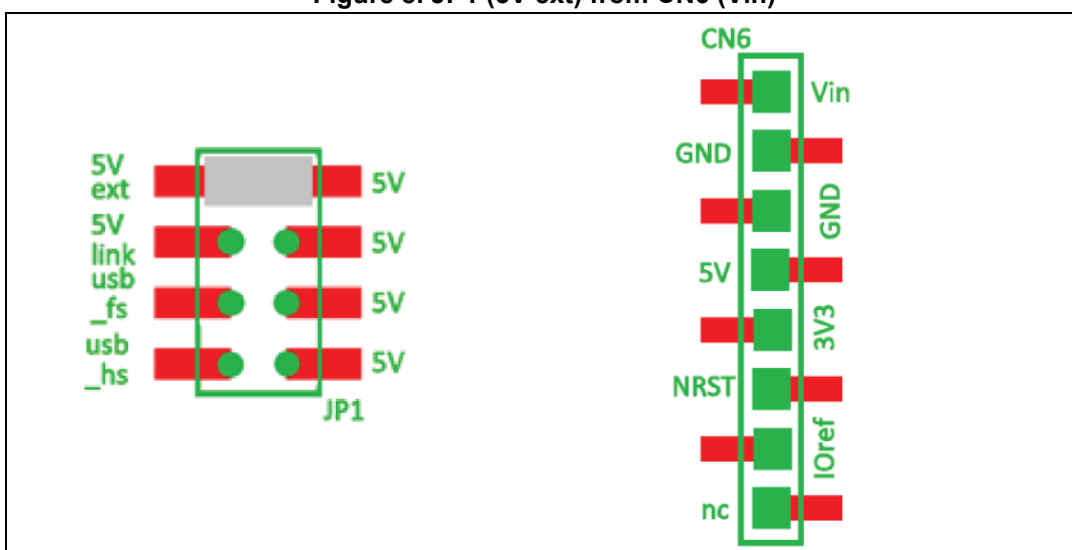 CN6
Vin
GND
GND
5V
3V3
NRST
IOref
nc
5V
ext
5V
5V
link
5V
usb
_fs
5V
usb
_hs
5V
JP1